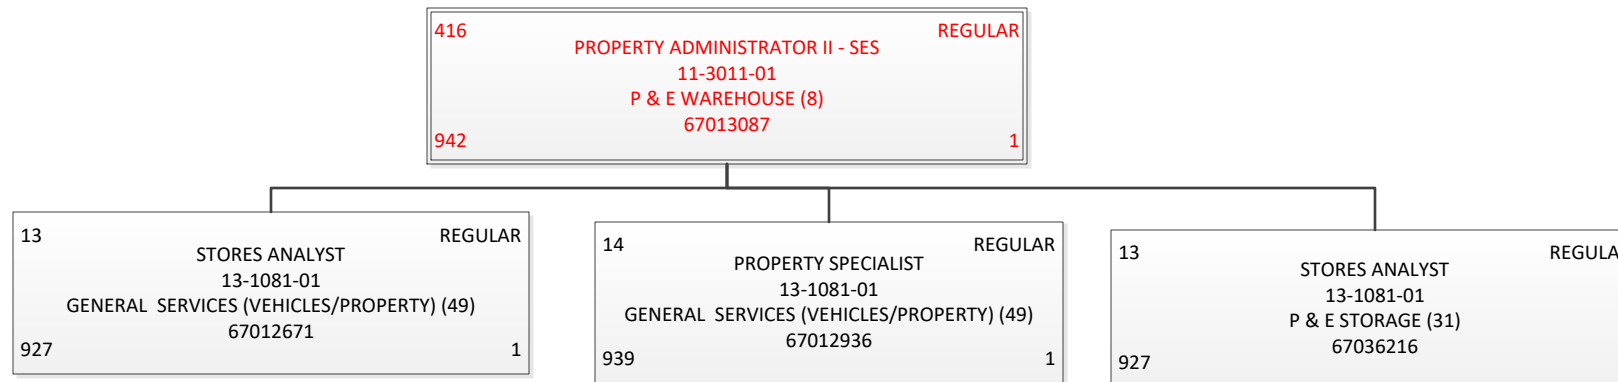 416 REGULAR
PROPERTY ADMINISTRATOR II - SES
11-3011-01
P & E WAREHOUSE (8)
67013087
942 1
13 REGULAR
STORES ANALYST
13-1081-01
GENERAL SERVICES (VEHICLES/PROPERTY) (49)
67012671
927 1
14 REGULAR
PROPERTY SPECIALIST
13-1081-01
GENERAL SERVICES (VEHICLES/PROPERTY) (49)
67012936
939 1
13 REGULA
STORES ANALYST
13-1081-01
P & E STORAGE (31)
67036216
927